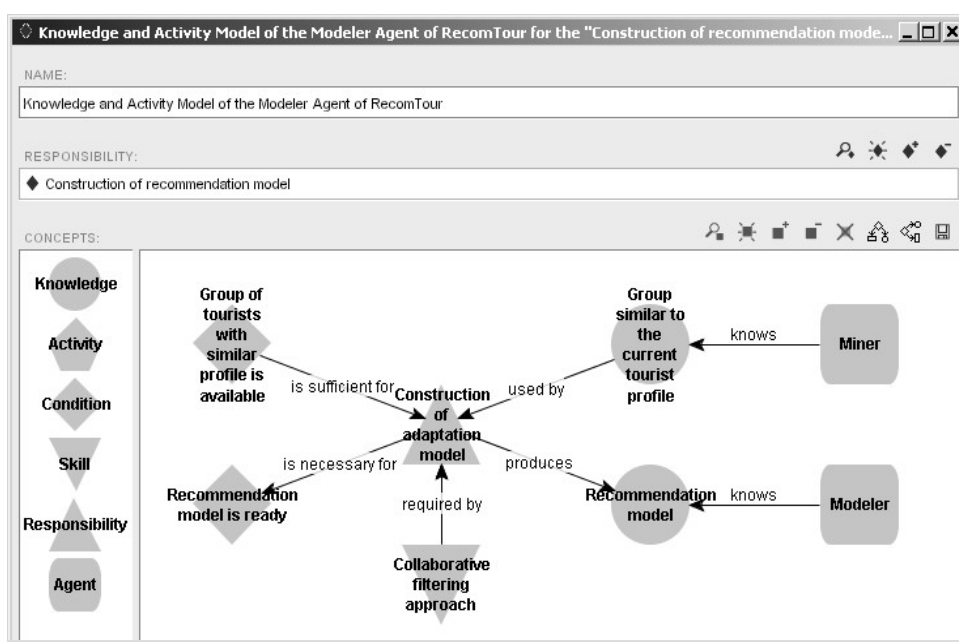 Knowledge and Activity Model of the Modeler Agent of RecomTour for the "Construction of recommendation mode...
NAME:
Knowledge and Activity Model of the Modeler Agent of RecomTour
RESPONSIBILITY:
Construction of recommendation model
CONCEPTS:
Knowledge
Activity
Condition
Skill
Responsibility
Agent
Group of
tourists
with
similar
profile is
available
Group
similar to
the
current
tourist
profile
knows
Miner
is sufficient for
used by
Construction
of
adaptation
model
is necessary for
produces
Recommendation
model is ready
required by
Recommendation
model
knows
Modeler
Collaborative
filtering
approach